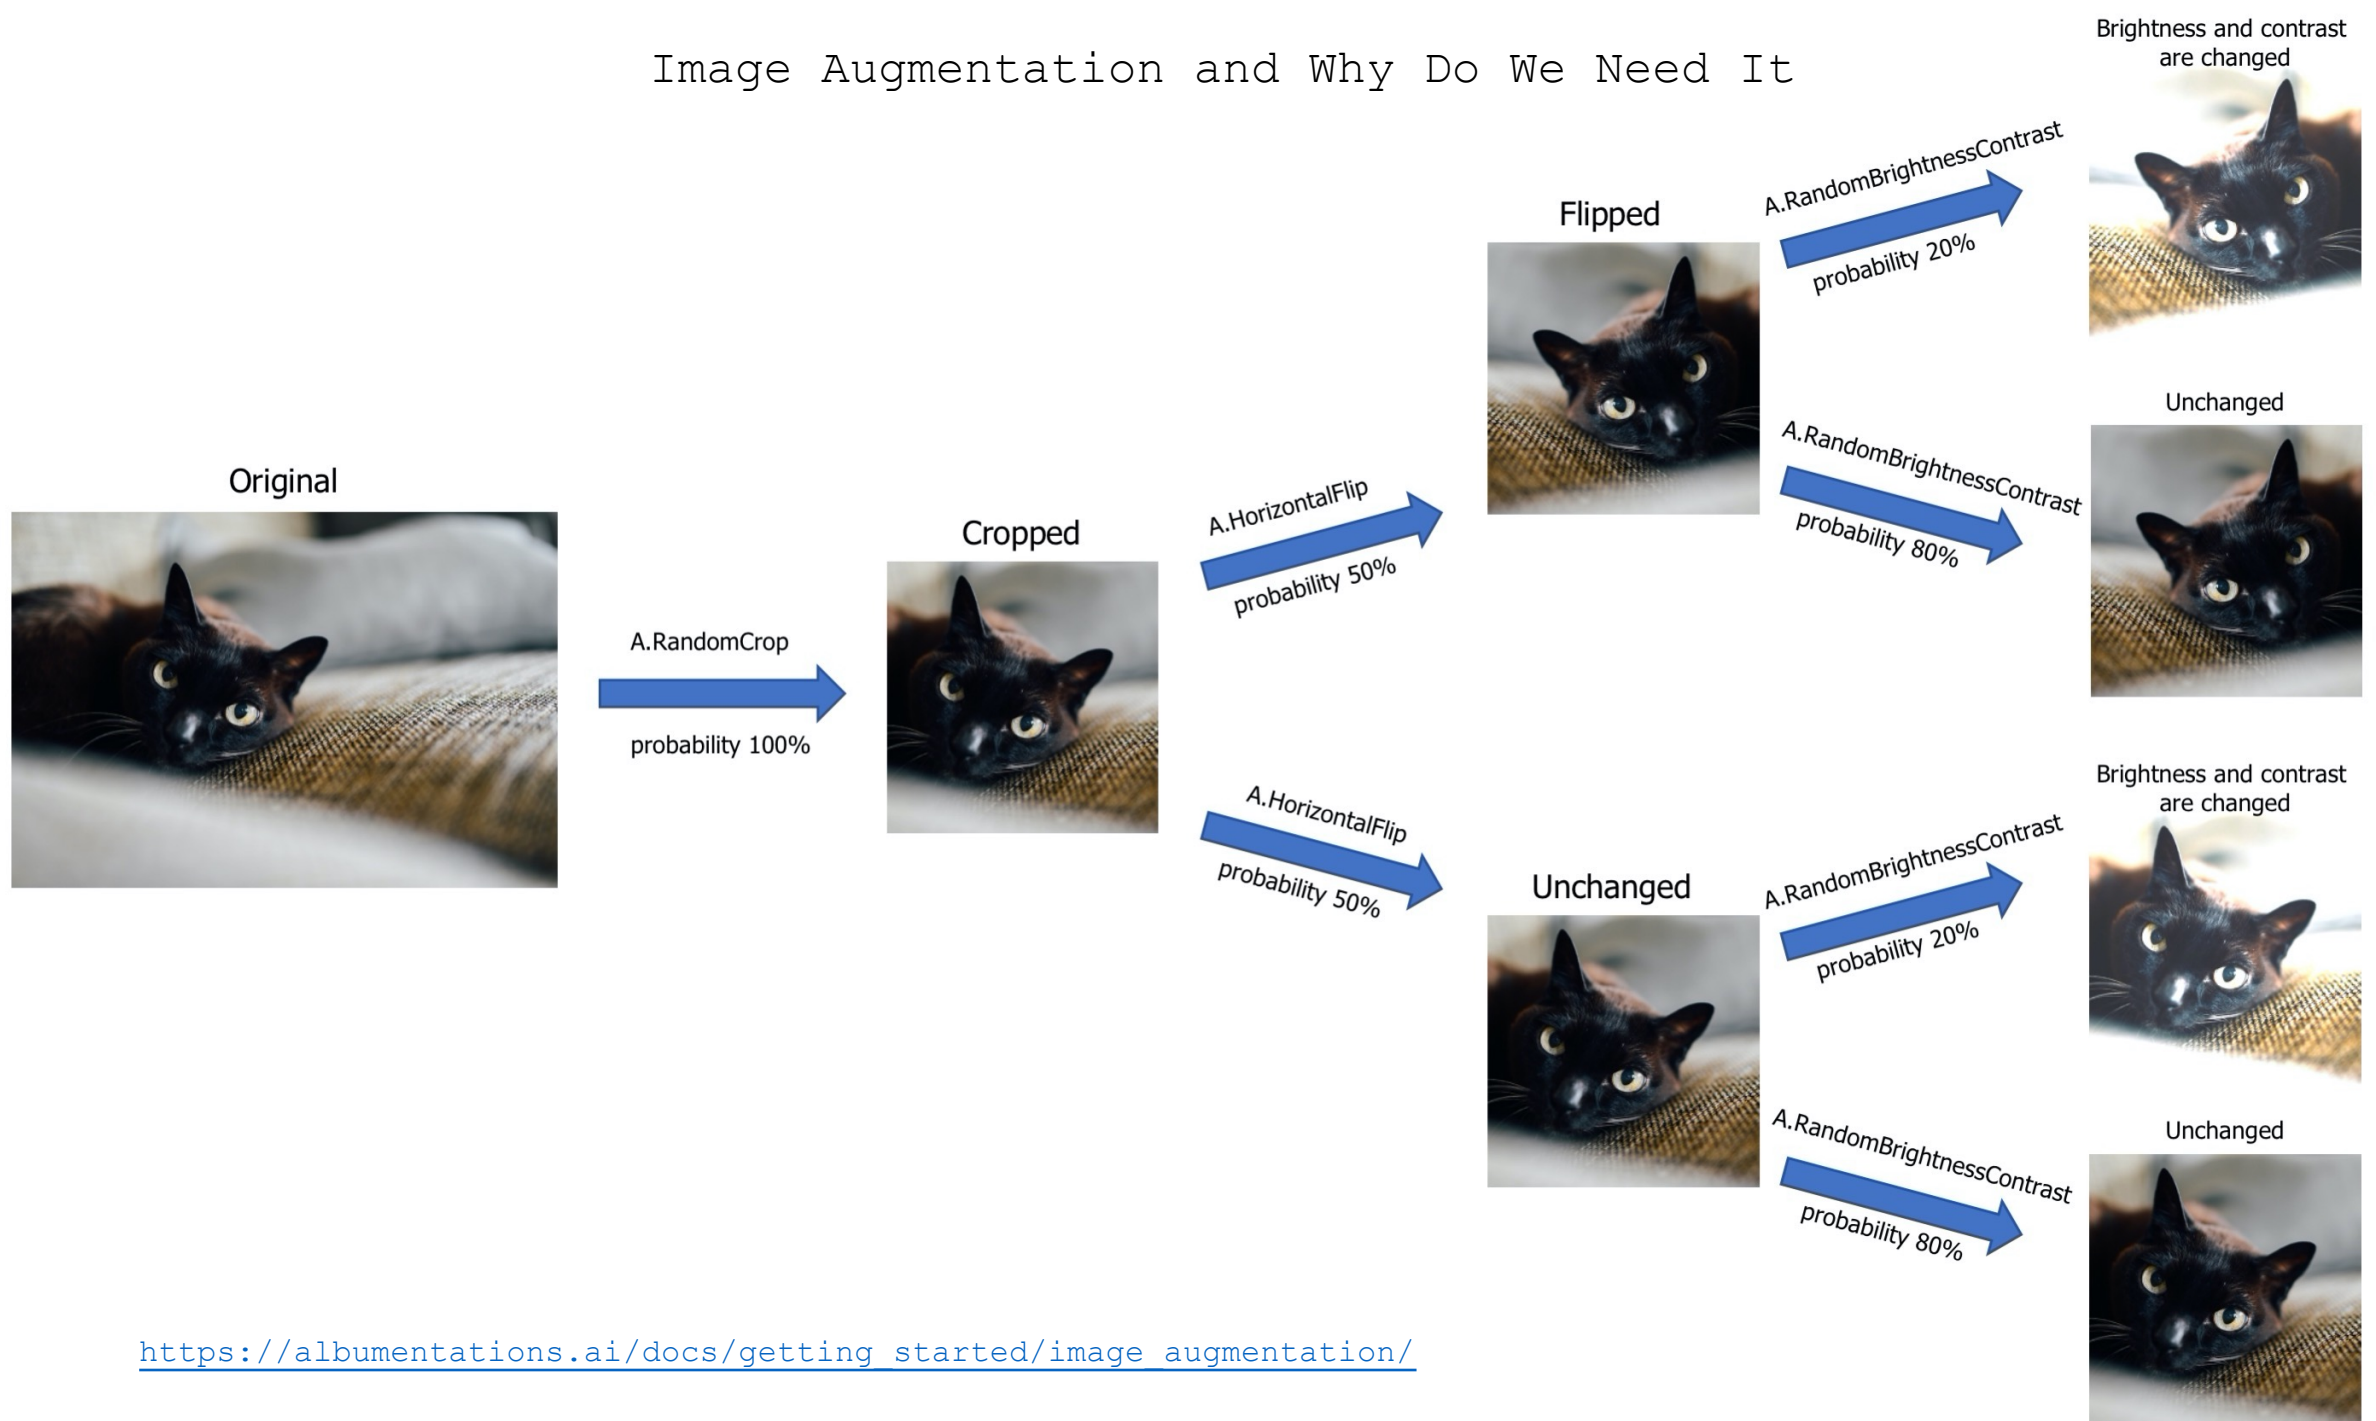 Image Augmentation and Why Do We Need It
Original
A.RandomCrop
probability 100%
Cropped
A.HorizontalFlip
probability 50%
A.HorizontalFlip
probability 50%
Flipped
Unchanged
A.RandomBrightnessContrast
probability 20%
A.RandomBrightnessContrast
probability 80%
A.RandomBrightnessContrast
probability 20%
A.RandomBrightnessContrast
probability 80%
Brightness and contrast
are changed
Unchanged
Brightness and contrast
are changed
Unchanged
https://albumentations.ai/docs/getting_started/image_augmentation/